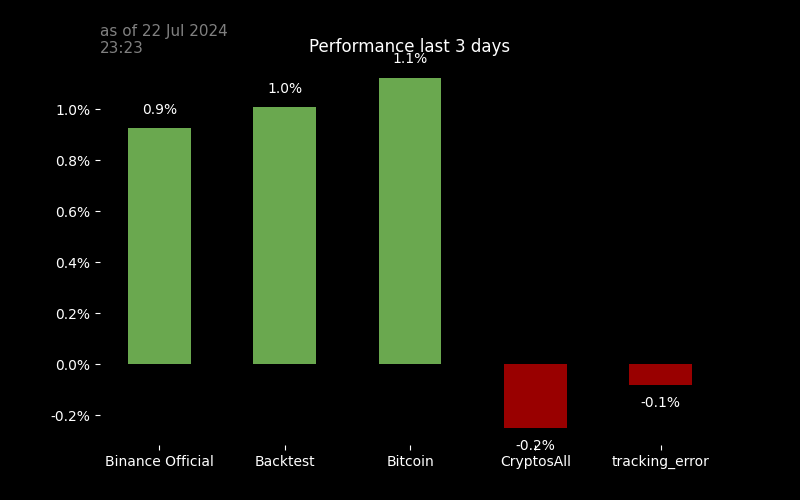 as of 22 Jul 2024
23:23
Performance last 3 days
1.1%
1.0%
0.9%
1.0%
0.8%
0.6%
0.4%
0.2%
0.0%
-0.2%
-0.1%
-0.2%
Binance Official
Backtest
Bitcoin
CryptosAll
tracking_error